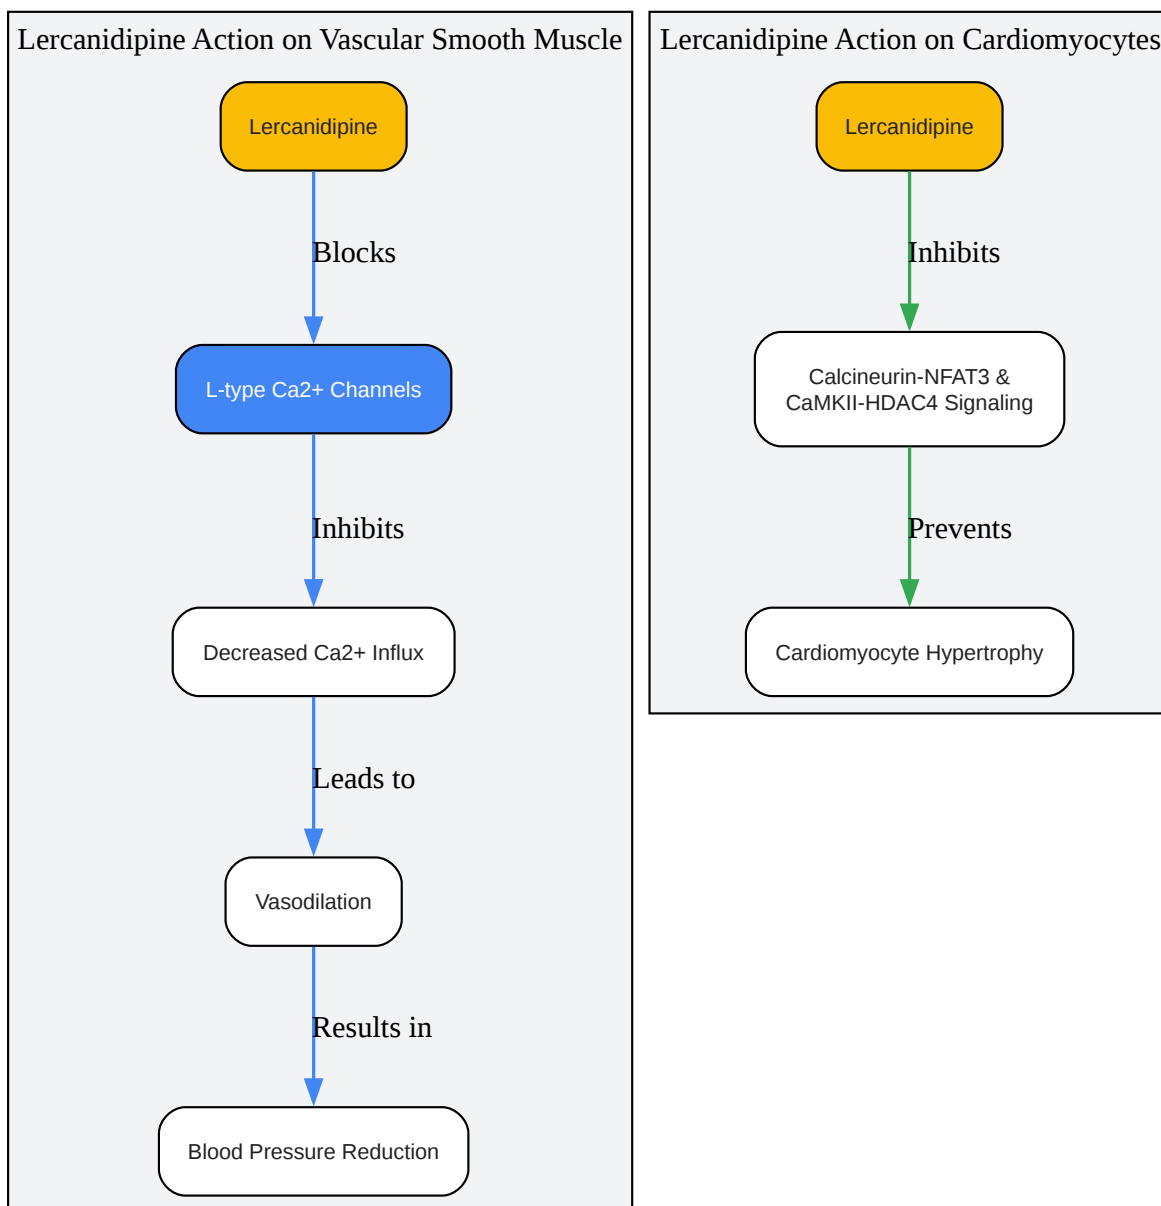 Lercanidipine Action on Vascular Smooth Muscle
Lercanidipine
Blocks
L-type Ca2+ Channels
Inhibits
Decreased Ca2+ Influx
Leads to
Vasodilation
Results in
Blood Pressure Reduction
Lercanidipine Action on Cardiomyocytes
Lercanidipine
Inhibits
Calcineurin-NFAT3 &
CaMKII-HDAC4 Signaling
Prevents
Cardiomyocyte Hypertrophy